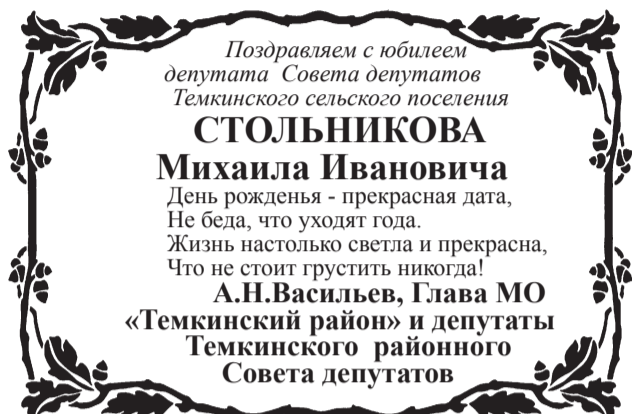 Поздравляем с юбилеем
депутата Совета депутатов
Темкинского сельского поселения
СТОЛЬНИКОВА
Михаила Ивановича
День рожденья - прекрасная дата,
Не беда, что уходят года.
Жизнь настолько светла и прекрасна,
Что не стоит грустить никогда!
А.Н.Васильев, Глава МО
«Темкинский район» и депутаты
Темкинского районного
Совета депутатов